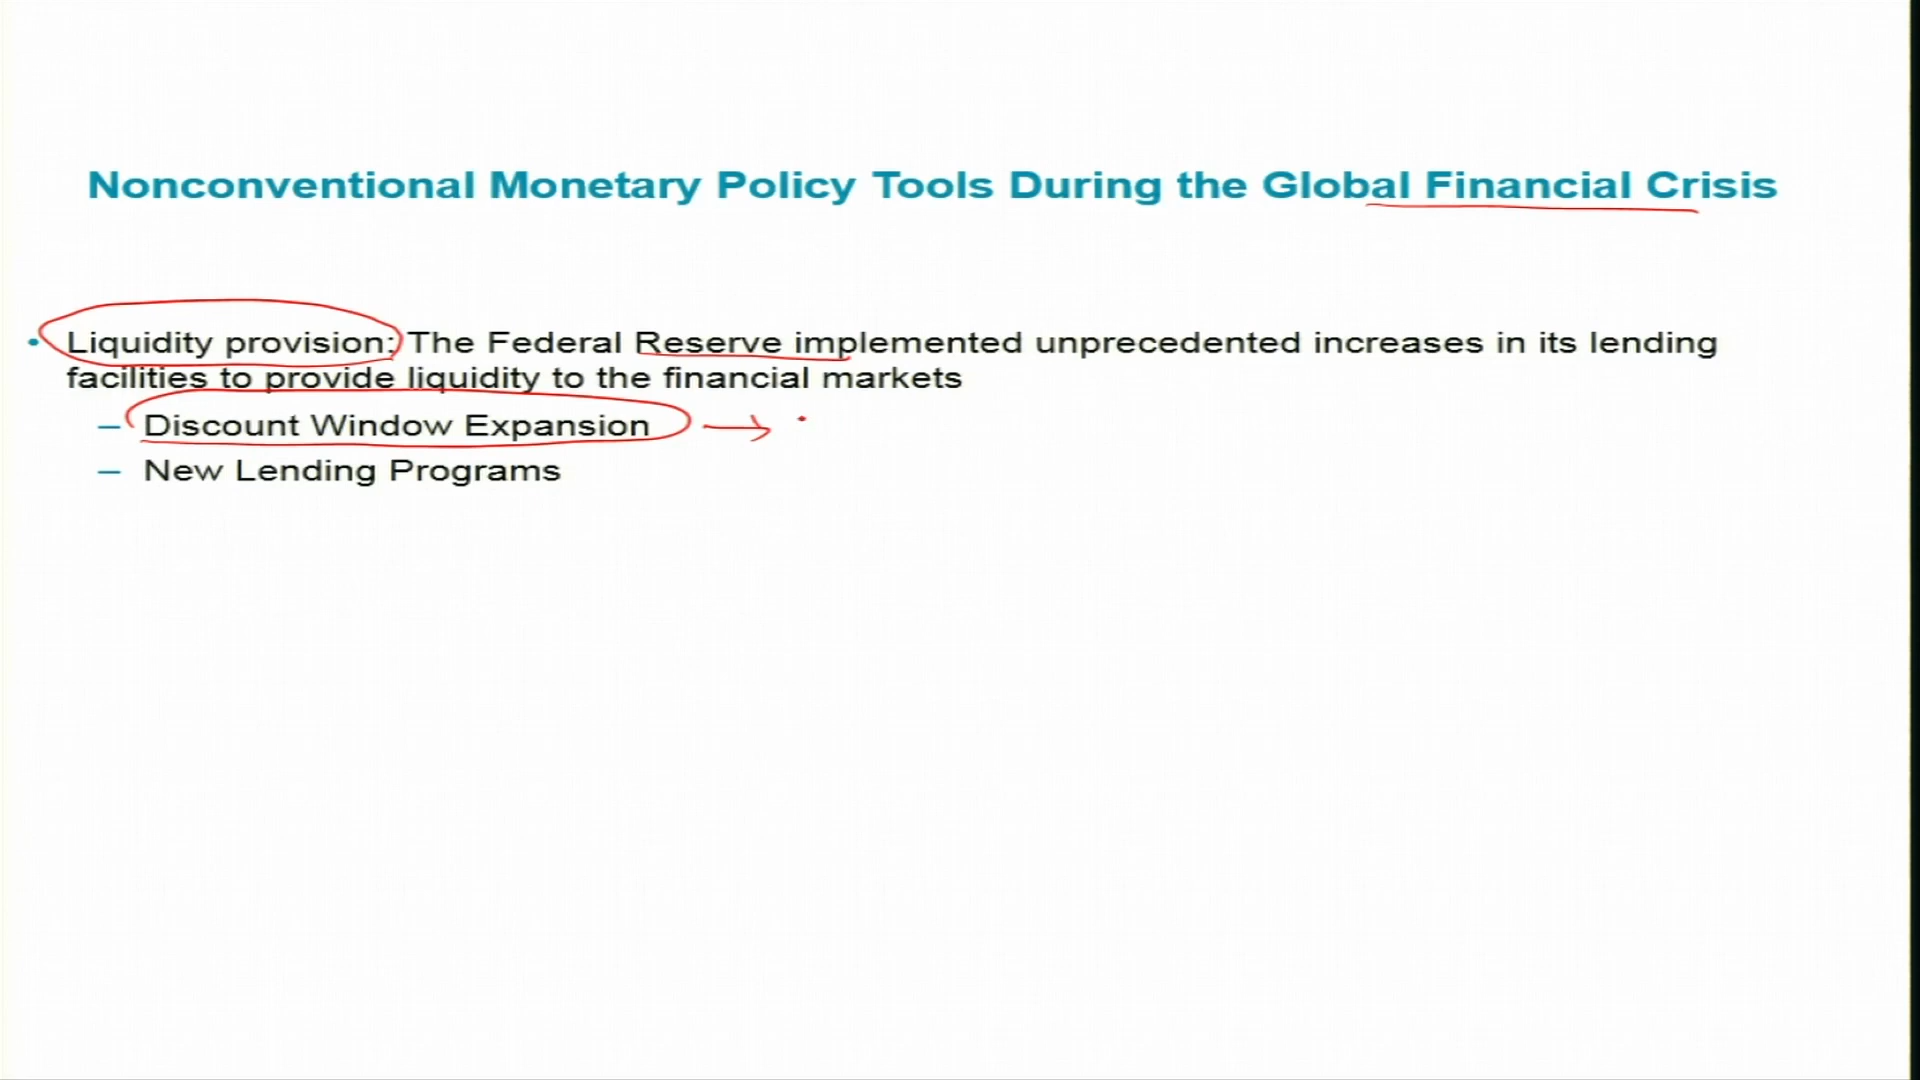 Nonconventional Monetary Policy Tools During the Global Financial Crisis
• Liquidity provision: The Federal Reserve implemented unprecedented increases in its lending
facilities to provide liquidity to the financial markets
– Discount Window Expansion →
– New Lending Programs